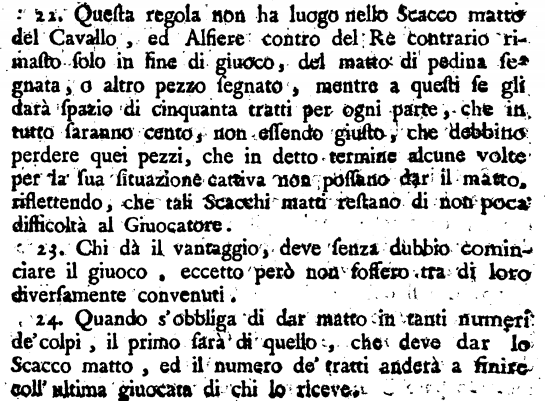 22. Queſta regola non ha luogo nello Scacco matto
del Cavallo, ed Alfiere contro del Re contrario ri-
maſto ſolo in fine di giuoco, del matto di pedina ſe-
gnata, o altro pezzo ſegnato, mentre a queſti ſe gli
darà ſpazio di cinquanta tratti per ogni parte, che in
tutto ſaranno cento, non eſſendo giuſto, che debbino
perdere quei pezzi, che in detto termine alcune volte
per la ſua ſituazione cattiva non poſſano dar il matto,
riflettendo, che tali Scacchi matti reſtano di non poca
difficoltà al Giuocatore.
23. Chi dà il vantaggio, deve ſenza dubbio comin-
ciare il giuoco, eccetto però non foſſero tra di loro
diverſamente convenuti.
24. Quando s'obbliga di dar matto in tanti numeri
de' colpi, il primo ſarà di quello, che deve dar lo
Scacco matto, ed il numero de' tratti anderà a finire
coll' ultima giuocata di chi lo riceve.